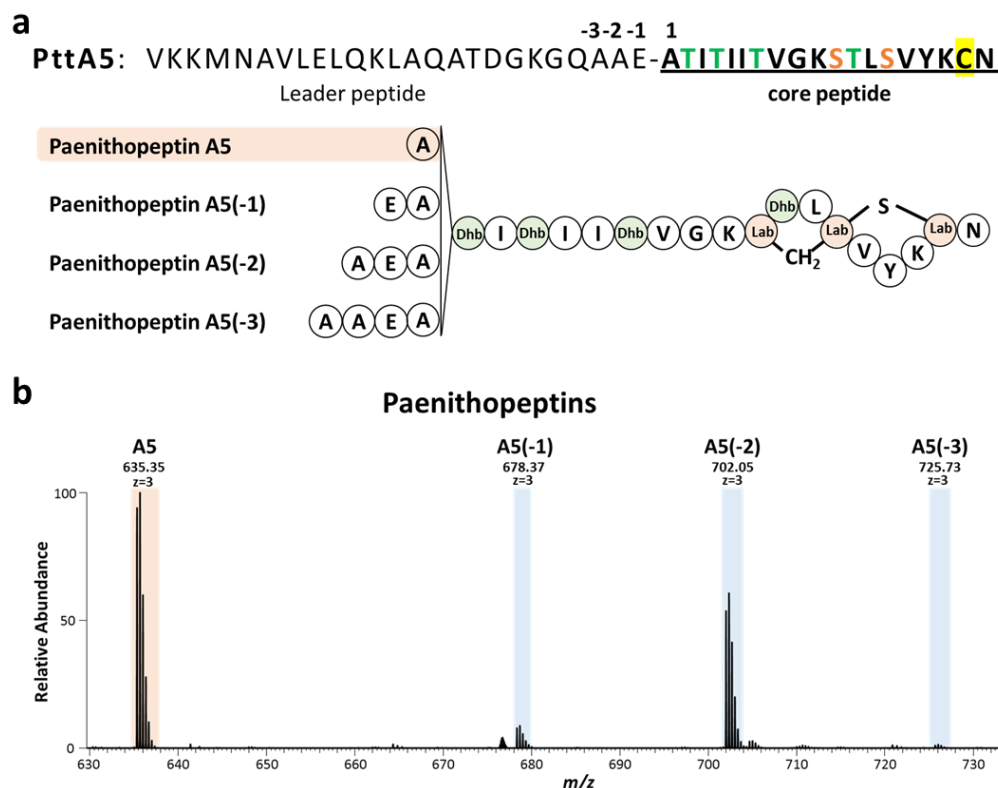 a
-3 -2 -1 1
PttA5: VKKMNAVLELQKLAQATDGKGQAAE-ATITIITVGKSTLSVYKCN
Leader peptide core peptide
Paenithopeptin A5 A
Paenithopeptin A5(-1) E A
Paenithopeptin A5(-2) A E A
Paenithopeptin A5(-3) A A E A
Dhb I Dhb I I Dhb V G K Lab Dhb L Lab S Lab N
CH2 V Y K
b
Paenithopeptins
A5 A5(-1) A5(-2) A5(-3)
635.35 678.37 702.05 725.73
z=3 z=3 z=3 z=3
Relative Abundance
100
50
0
630 640 650 660 670 680 690 700 710 720 730
m/z